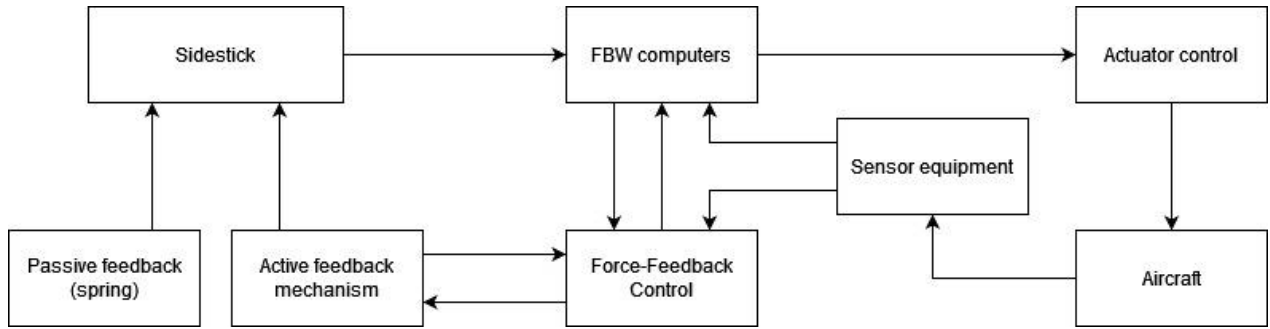 Sidestick
FBW computers
Actuator control
Sensor equipment
Passive feedback
(spring)
Active feedback
mechanism
Force-Feedback
Control
Aircraft